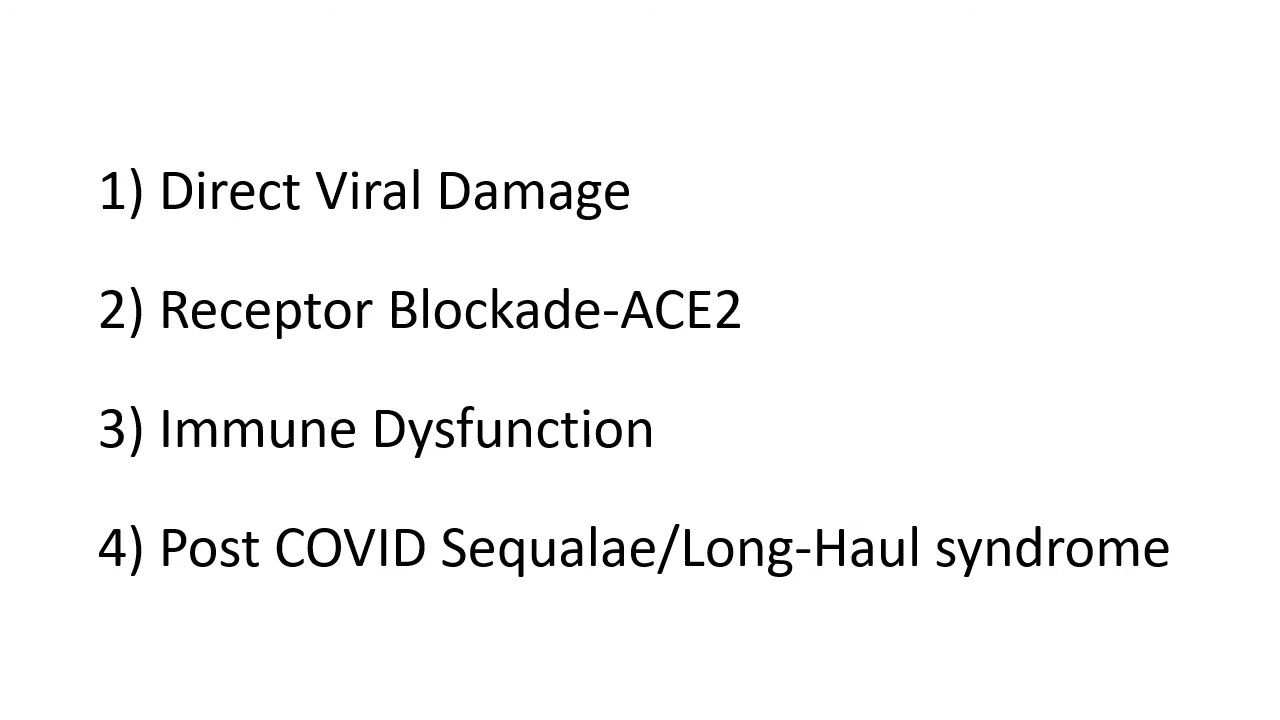 1) Direct Viral Damage
2) Receptor Blockade-ACE2
3) Immune Dysfunction
4) Post COVID Sequalae/Long-Haul syndrome